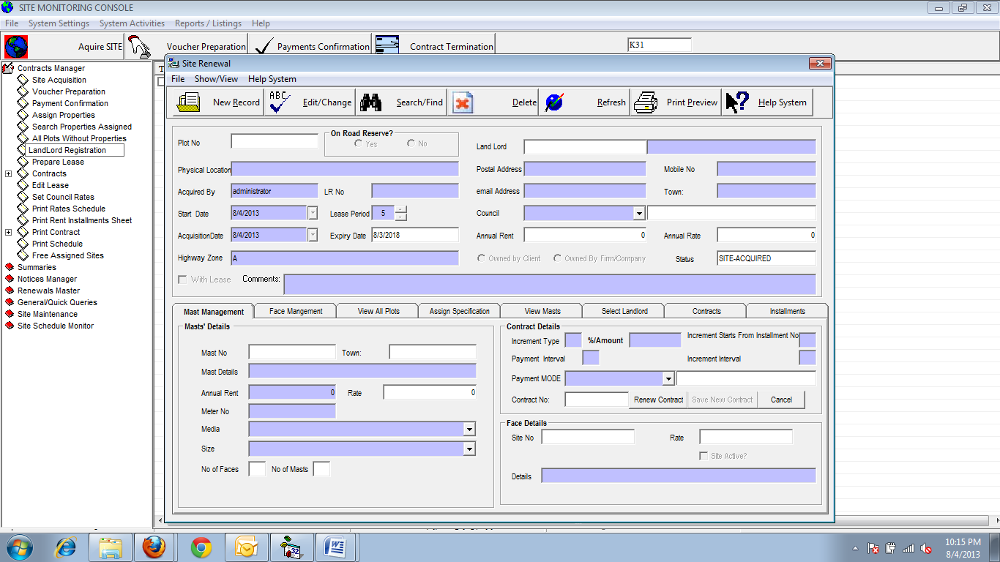 SITE MONITORING CONSOLE
File System Settings System Activities Reports / Listings Help
Aquire SITE Voucher Preparation Payments Confirmation Contract Termination K31
Contracts Manager
Site Acquisition
Voucher Preparation
Payment Confirmation
Assign Properties
Search Properties Assigned
All Plots Without Properties
LandLord Registration
Prepare Lease
Contracts
Edit Lease
Set Council Rates
Print Rates Schedule
Print Rent Installments Sheet
Print Contract
Print Schedule
Free Assigned Sites
Summaries
Notices Manager
Renewals Master
General/Quick Queries
Site Maintenance
Site Schedule Monitor
T
Site Renewal
File Show/View Help System
New Record ABC Edit/Change Search/Find Delete Refresh Print Preview ? Help System
Plot No On Road Reserve? Yes No Land Lord
Physical Location Postal Address Mobile No
Acquired By administrator LR No email Address Town:
Start Date 8/4/2013 Lease Period 5 Council
AcquisitionDate 8/4/2013 Expiry Date 8/3/2018 Annual Rent 0 Annual Rate 0
Highway Zone A Owned by Client Owned By Firm/Company Status SITE-ACQUIRED
With Lease Comments:
Mast Management Face Mangement View All Plots Assign Specification View Masts Select Landlord Contracts Installments
Masts' Details
Mast No Town:
Mast Details
Annual Rent 0 Rate 0
Meter No
Media
Size
No of Faces No of Masts
Contract Details
Increment Type %/Amount Increment Starts From Installment No
Payment Interval Increment Interval
Payment MODE
Contract No: Renew Contract Save New Contract Cancel
Face Details
Site No Rate
Site Active?
Details
32
10:15 PM
8/4/2013